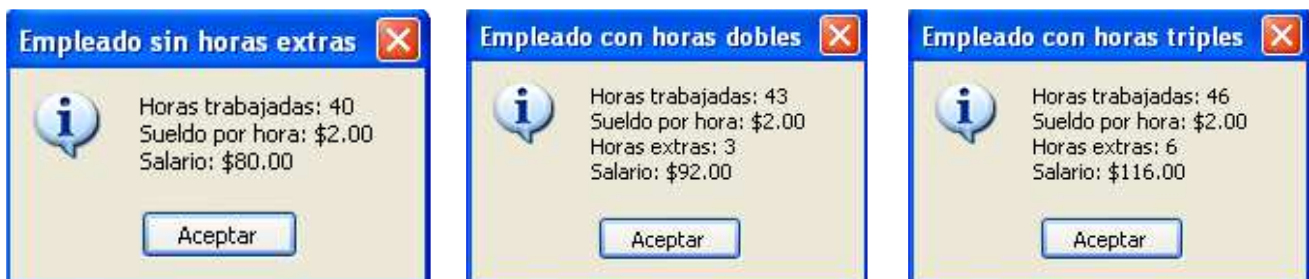 Empleado sin horas extras
Horas trabajadas: 40
Sueldo por hora: $2.00
Salario: $80.00
Aceptar
Empleado con horas dobles
Horas trabajadas: 43
Sueldo por hora: $2.00
Horas extras: 3
Salario: $92.00
Aceptar
Empleado con horas triples
Horas trabajadas: 46
Sueldo por hora: $2.00
Horas extras: 6
Salario: $116.00
Aceptar